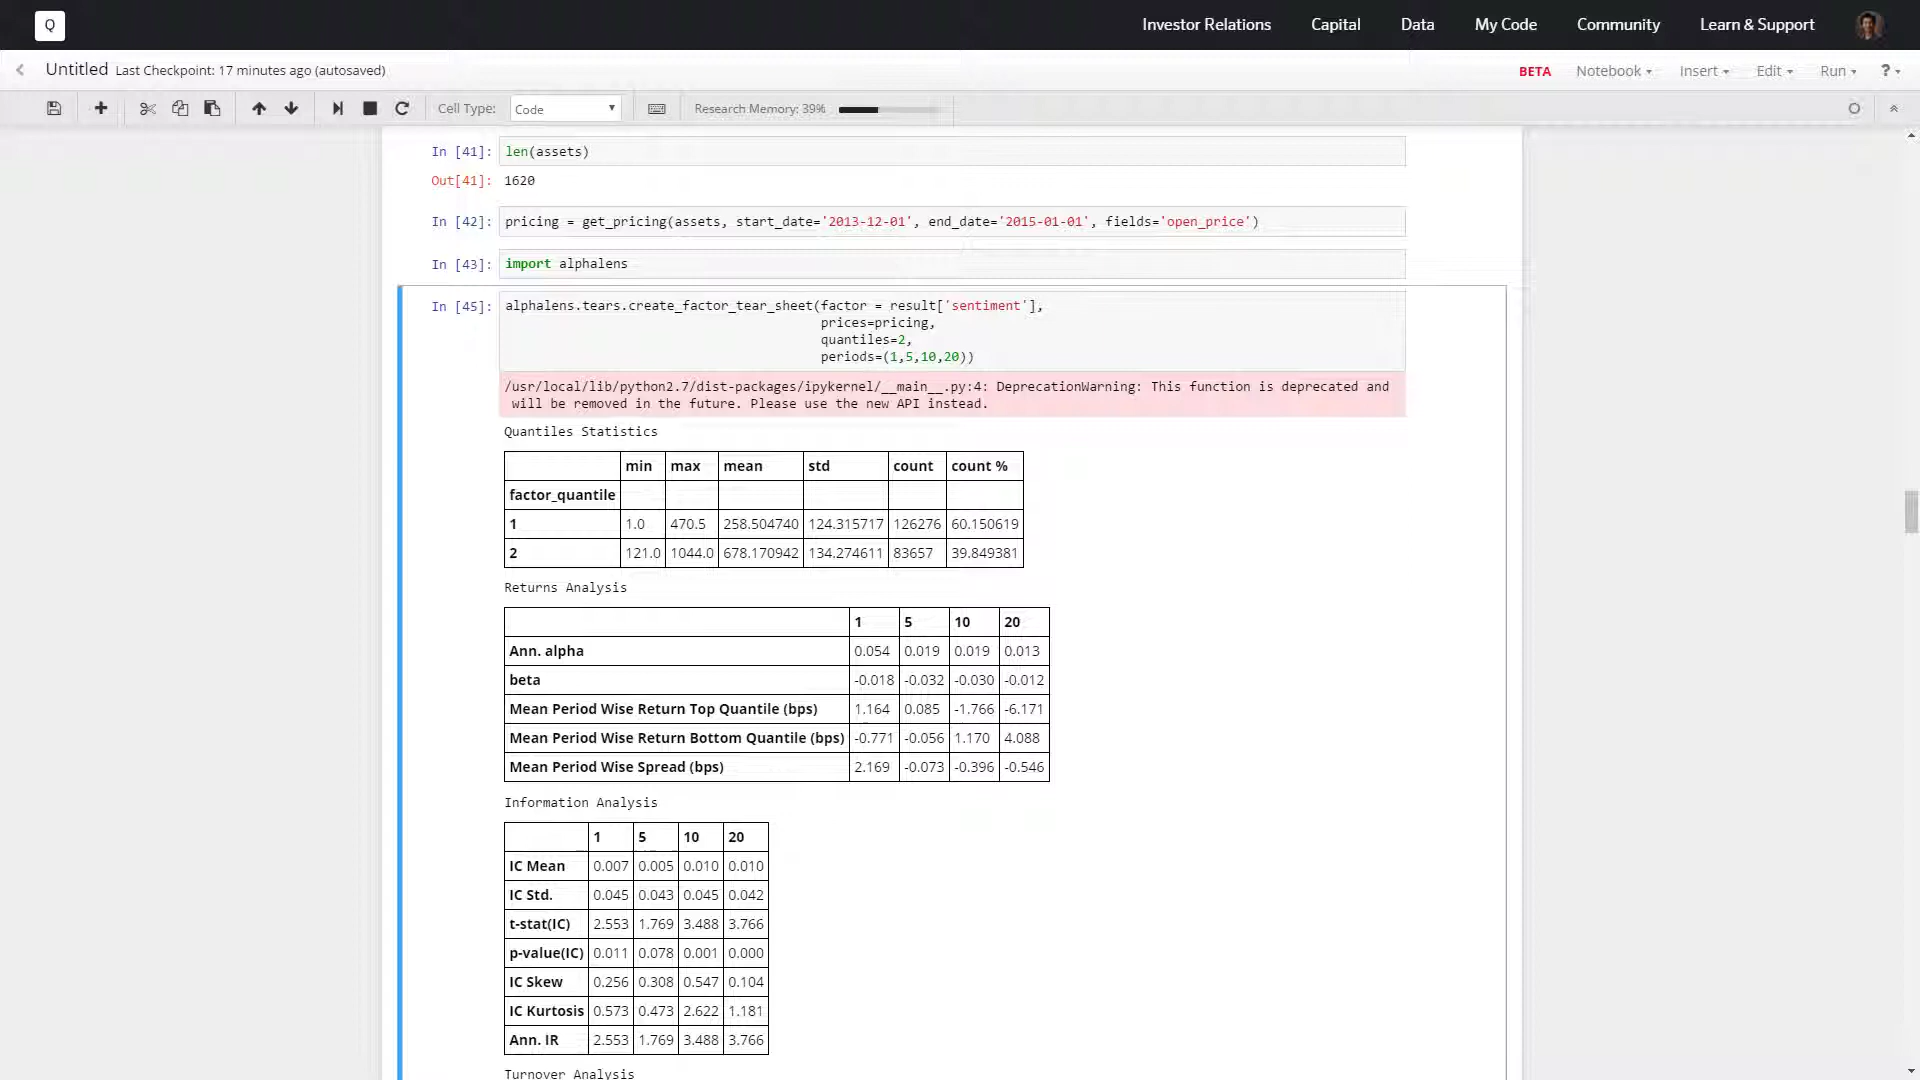 Q Investor Relations Capital Data My Code Community Learn & Support
Untitled Last Checkpoint: 17 minutes ago (autosaved) BETA Notebook Insert Edit Run ?
Cell Type: Code Research Memory: 39%
In [41]: len(assets)
Out[41]: 1620
In [42]: pricing = get_pricing(assets, start_date='2013-12-01', end_date='2015-01-01', fields='open_price')
In [43]: import alphalens
In [45]: alphalens.tears.create_factor_tear_sheet(factor = result['sentiment'],
prices=pricing,
quantiles=2,
periods=(1,5,10,20))
/usr/local/lib/python2.7/dist-packages/ipykernel/__main__.py:4: DeprecationWarning: This function is deprecated and
will be removed in the future. Please use the new API instead.
Quantiles Statistics
min max mean std count count %
factor_quantile
1 1.0 470.5 258.504740 124.315717 126276 60.150619
2 121.0 1044.0 678.170942 134.274611 83657 39.849381
Returns Analysis
1 5 10 20
Ann. alpha 0.054 0.019 0.019 0.013
beta -0.018 -0.032 -0.030 -0.012
Mean Period Wise Return Top Quantile (bps) 1.164 0.085 -1.766 -6.171
Mean Period Wise Return Bottom Quantile (bps) -0.771 -0.056 1.170 4.088
Mean Period Wise Spread (bps) 2.169 -0.073 -0.396 -0.546
Information Analysis
1 5 10 20
IC Mean 0.007 0.005 0.010 0.010
IC Std. 0.045 0.043 0.045 0.042
t-stat(IC) 2.553 1.769 3.488 3.766
p-value(IC) 0.011 0.078 0.001 0.000
IC Skew 0.256 0.308 0.547 0.104
IC Kurtosis 0.573 0.473 2.622 1.181
Ann. IR 2.553 1.769 3.488 3.766
Turnover Analysis